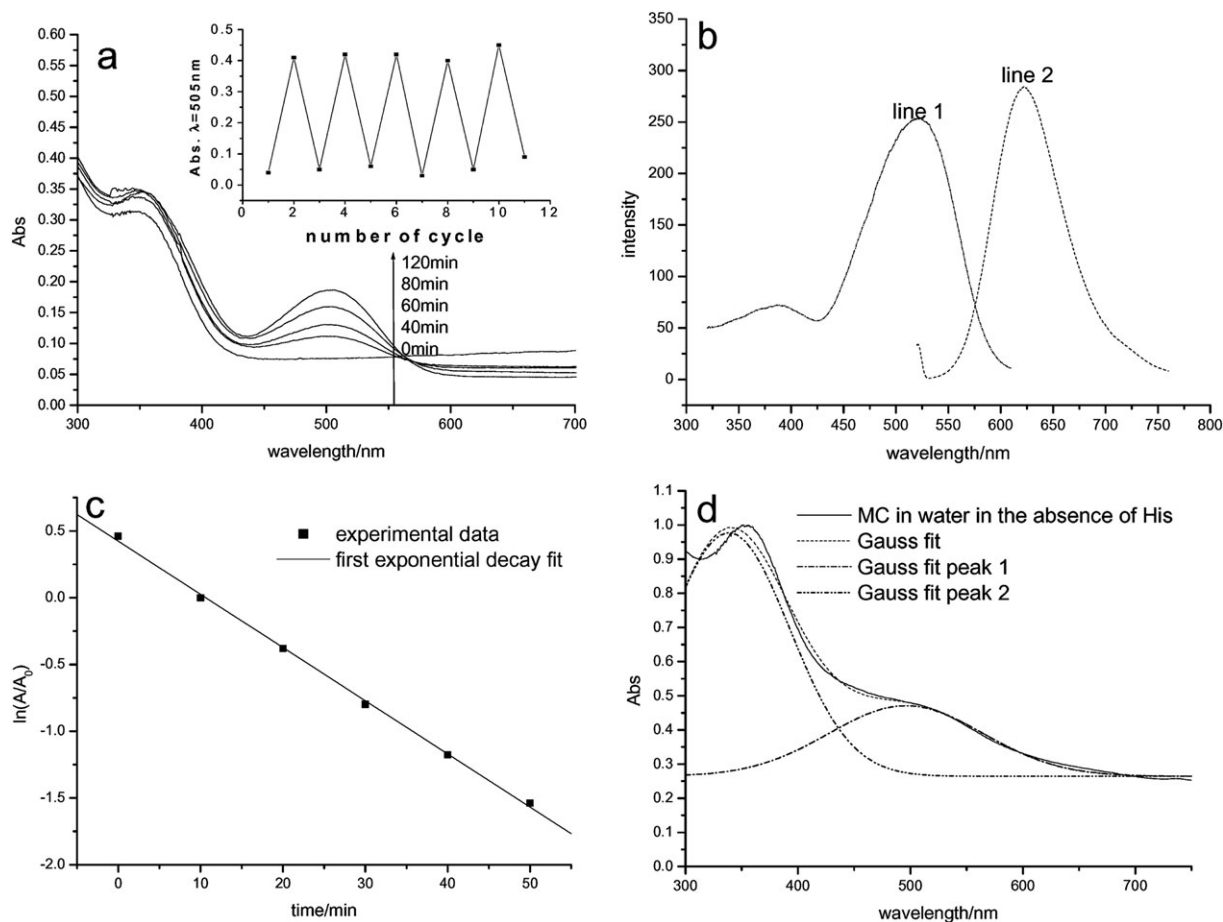 a
0.5
0.4
0.3
0.2
0.1
0.0
Abs. λ=505nm
0 2 4 6 8 10 12
number of cycle
120min
80min
60min
40min
0min
0.60
0.55
0.50
0.45
0.40
0.35
0.30
0.25
0.20
0.15
0.10
0.05
0.00
Abs
300 400 500 600 700
wavelength/nm
b
line 1
line 2
350
300
250
200
150
100
50
0
intensity
300 350 400 450 500 550 600 650 700 750 800
wavelength/nm
c
experimental data
first exponential decay fit
0.5
0.0
-0.5
-1.0
-1.5
-2.0
ln(A/A0)
0 10 20 30 40 50
time/min
d
MC in water in the absence of His
Gauss fit
Gauss fit peak 1
Gauss fit peak 2
1.1
1.0
0.9
0.8
0.7
0.6
0.5
0.4
0.3
0.2
0.1
0.0
Abs
300 400 500 600 700
wavelength/nm